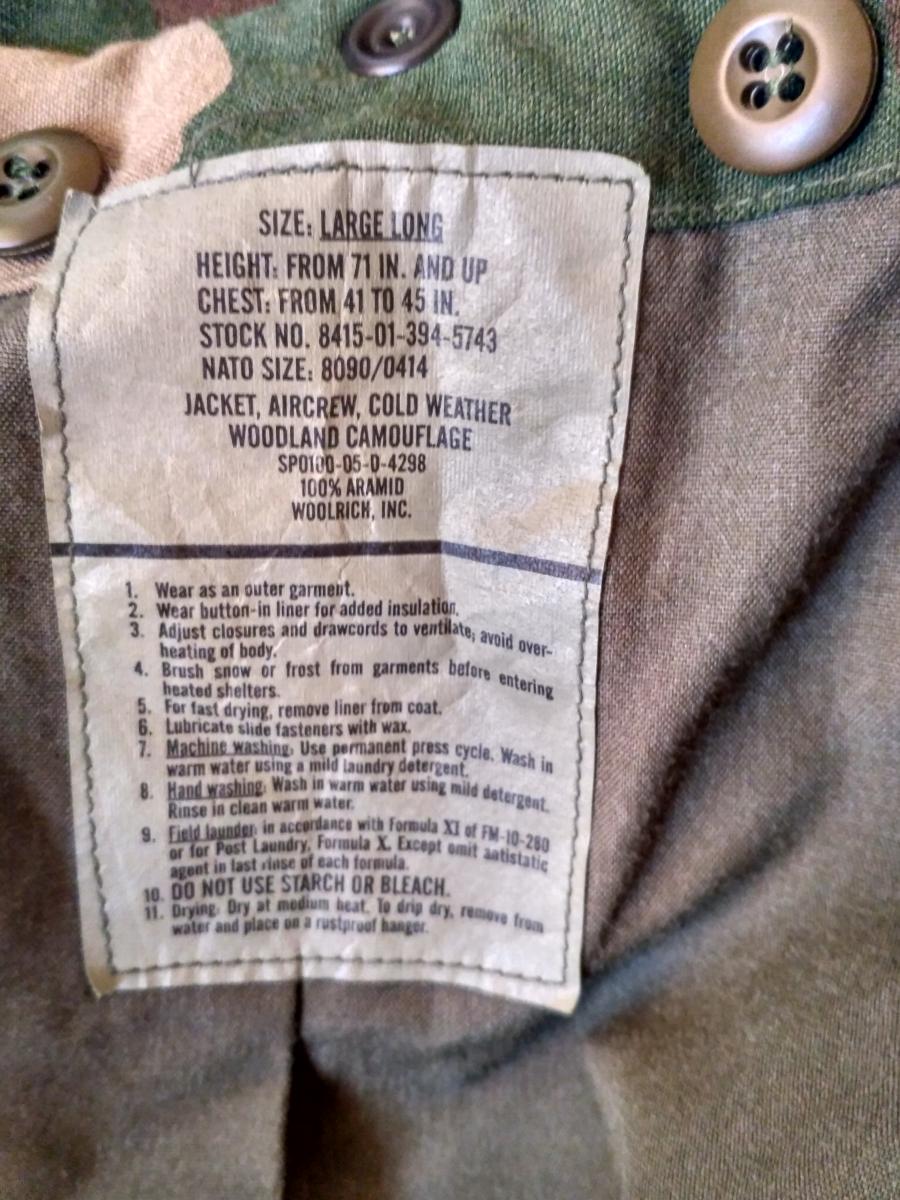 SIZE: LARGE LONG
HEIGHT: FROM 71 IN. AND UP
CHEST: FROM 41 TO 45 IN.
STOCK NO. 8415-01-394-5743
NATO SIZE: 8090/0414
JACKET, AIRCREW, COLD WEATHER
WOODLAND CAMOUFLAGE
SPO100-05-D-4298
100% ARAMID
WOOLRICH, INC.
1. Wear as an outer garment.
2. Wear button-in liner for added insulation.
3. Adjust closures and drawcords to ventilate; avoid over-
heating of body.
4. Brush snow or frost from garments before entering
heated shelters.
5. For fast drying, remove liner from coat.
6. Lubricate slide fasteners with wax.
7. Machine washing: Use permanent press cycle. Wash in
warm water using a mild laundry detergent.
8. Hand washing: Wash in warm water using mild detergent.
Rinse in clean warm water.
9. Field launder: in accordance with Formula XI of FM-10-280
or for Post Laundry, Formula X. Except omit antistatic
agent in last rinse of each formula.
10. DO NOT USE STARCH OR BLEACH.
11. Drying: Dry at medium heat. To drip dry, remove from
water and place on a rustproof hanger.